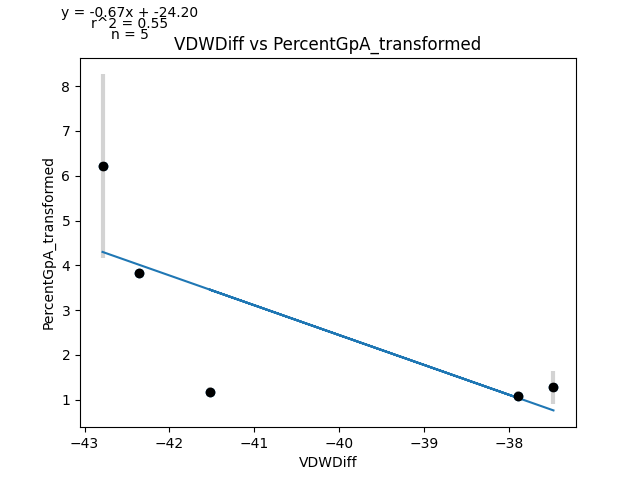 y = -0.67x + -24.20
r^2 = 0.55
n = 5
VDWDiff vs PercentGpA_transformed
PercentGpA_transformed
8
7
6
5
4
3
2
1
−43
−42
−41
−40
−39
−38
VDWDiff